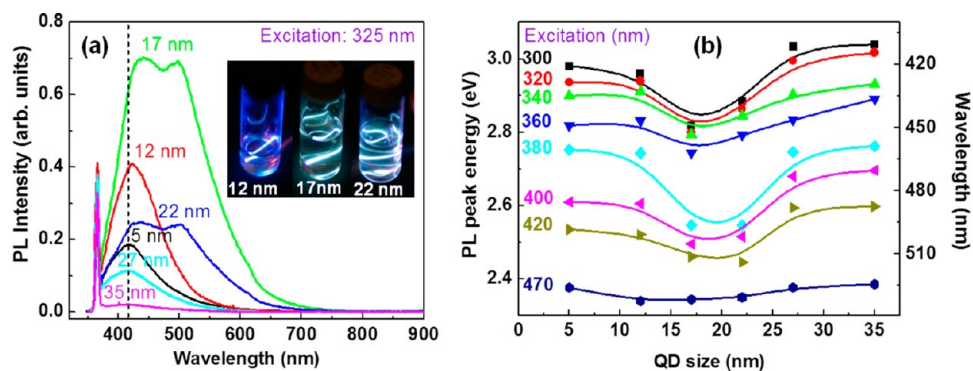 (a)
Excitation: 325 nm
17 nm
12 nm
22 nm
5 nm
27 nm
35 nm
12 nm
17nm
22 nm
PL Intensity (arb. units)
0.8
0.6
0.4
0.2
0.0
400 500 600 700 800 900
Wavelength (nm)
Excitation (nm)
(b)
300
320
340
360
380
400
420
470
PL peak energy (eV)
3.0
2.8
2.6
2.4
0 5 10 15 20 25 30 35
QD size (nm)
420
450
480
510
Wavelength (nm)